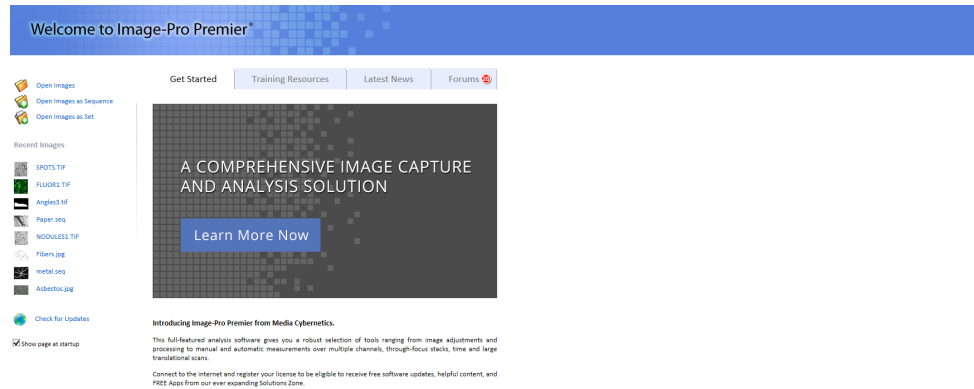 Welcome to Image-Pro Premier®
Open Images
Open Images as Sequence
Open Images as Set
Recent Images
SPOTS.TIF
FLUOR1.TIF
Angles3.tif
Paper.seq
NODULES1.TIF
Fibers.jpg
metal.seq
Asbestos.jpg
Check for Updates
Show page at startup
Get Started Training Resources Latest News Forums
A COMPREHENSIVE IMAGE CAPTURE
AND ANALYSIS SOLUTION
Learn More Now
Introducing Image-Pro Premier from Media Cybernetics.
This full-featured analysis software gives you a robust selection of tools ranging from image adjustments and
processing to manual and automatic measurements over multiple channels, through-focus stacks, time and large
translational scans.
Connect to the internet and register your license to be eligible to receive free software updates, helpful content, and
FREE Apps from our ever expanding Solutions Zone.